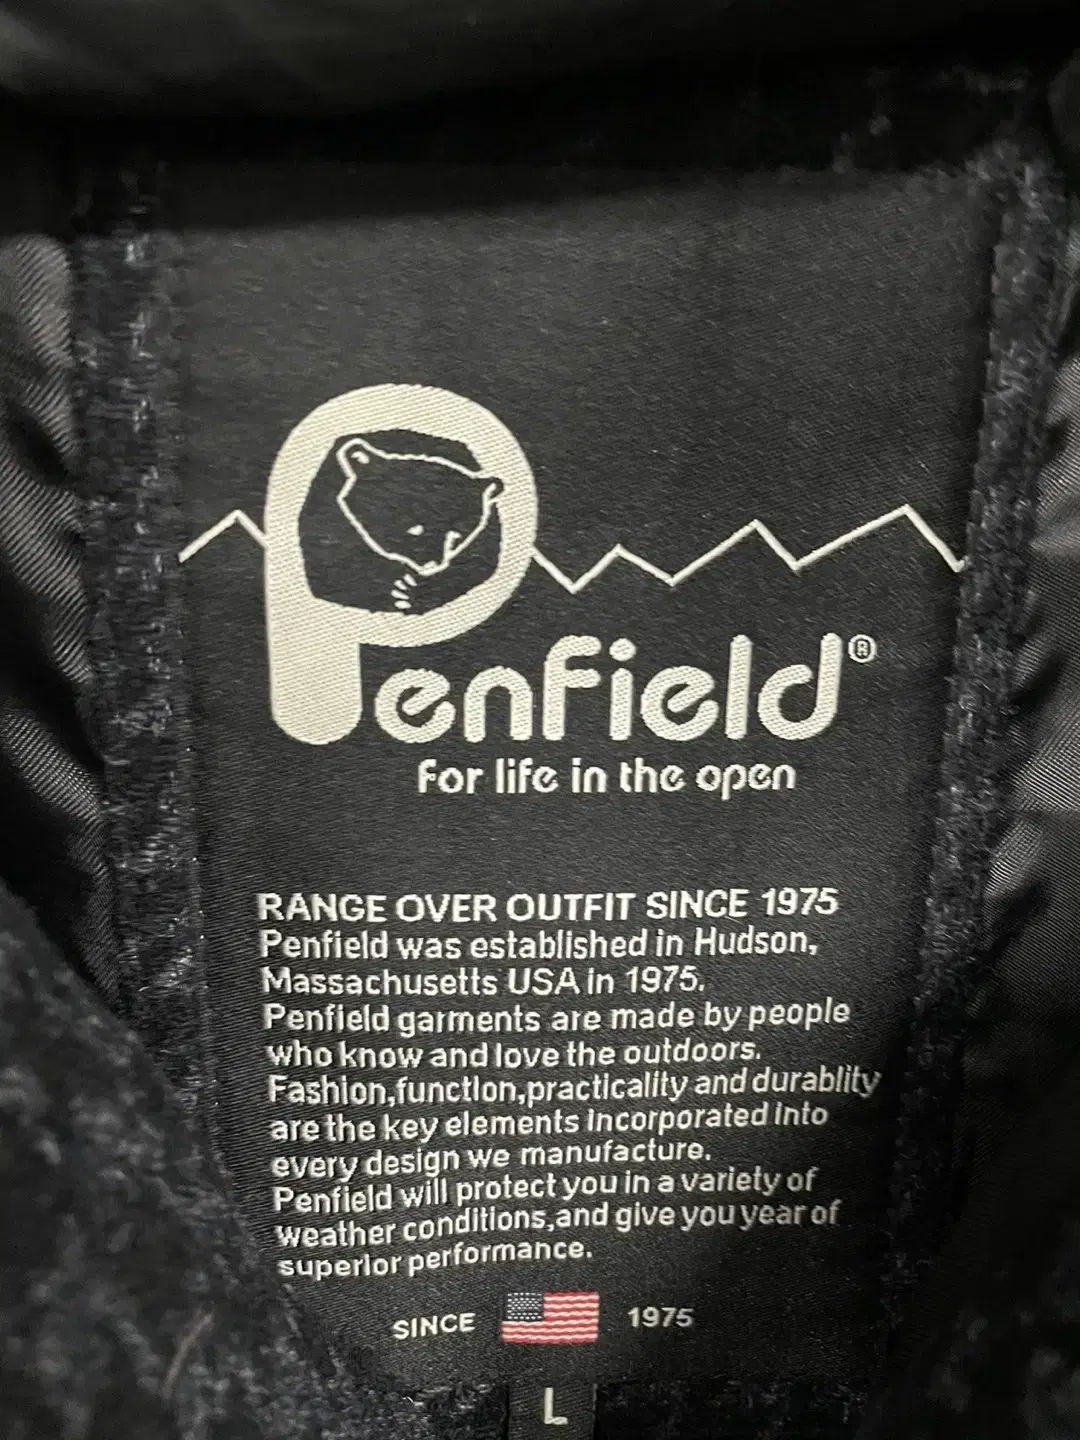 Penfield®
For life in the open
RANGE OVER OUTFIT SINCE 1975
Penfield was established in Hudson,
Massachusetts USA in 1975.
Penfield garments are made by people
who know and love the outdoors.
Fashion,function,practicality and durablity
are the key elements incorporated into
every design we manufacture.
Penfield will protect you in a variety of
weather conditions,and give you year of
superior performance.
SINCE 1975
L